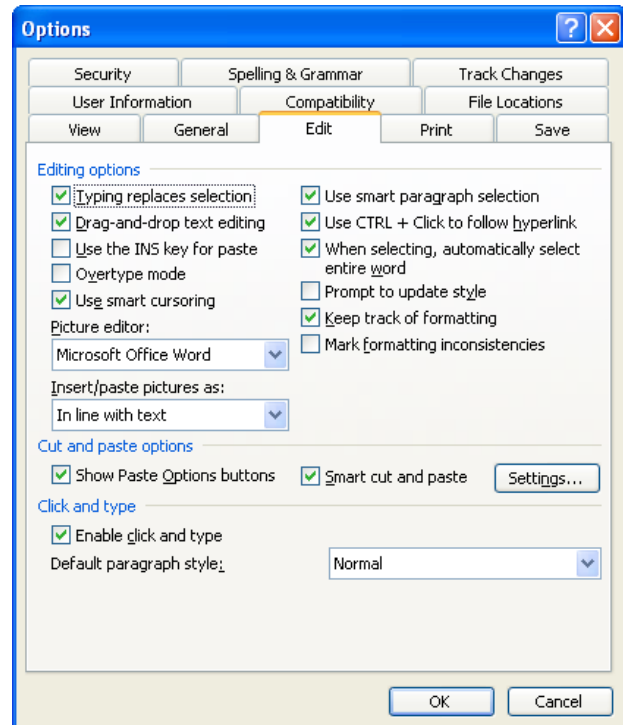 Options
Security Spelling & Grammar Track Changes
User Information Compatibility File Locations
View General Edit Print Save
Editing options
Typing replaces selection
Drag-and-drop text editing
Use the INS key for paste
Overtype mode
Use smart cursoring
Picture editor:
Microsoft Office Word
Insert/paste pictures as:
In line with text
Use smart paragraph selection
Use CTRL + Click to follow hyperlink
When selecting, automatically select
entire word
Prompt to update style
Keep track of formatting
Mark formatting inconsistencies
Cut and paste options
Show Paste Options buttons Smart cut and paste Settings...
Click and type
Enable click and type
Default paragraph style: Normal
OK Cancel